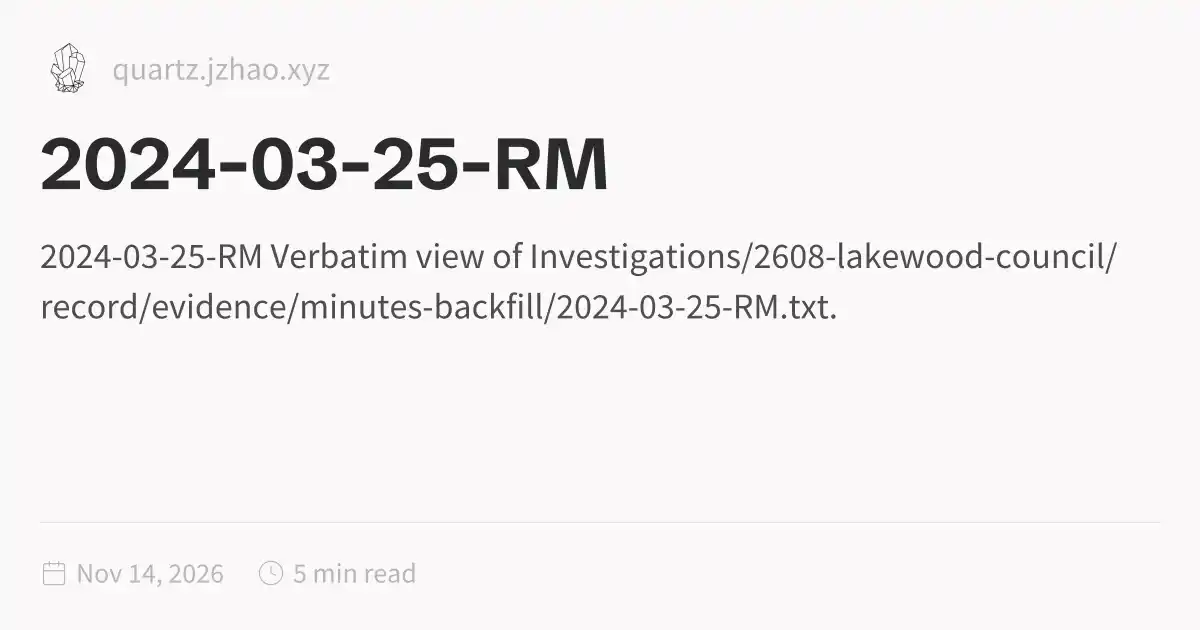 quartz.jzhao.xyz
2024-03-25-RM
2024-03-25-RM Verbatim view of Investigations/2608-lakewood-council/
record/evidence/minutes-backfill/2024-03-25-RM.txt.
Nov 14, 2026 5 min read